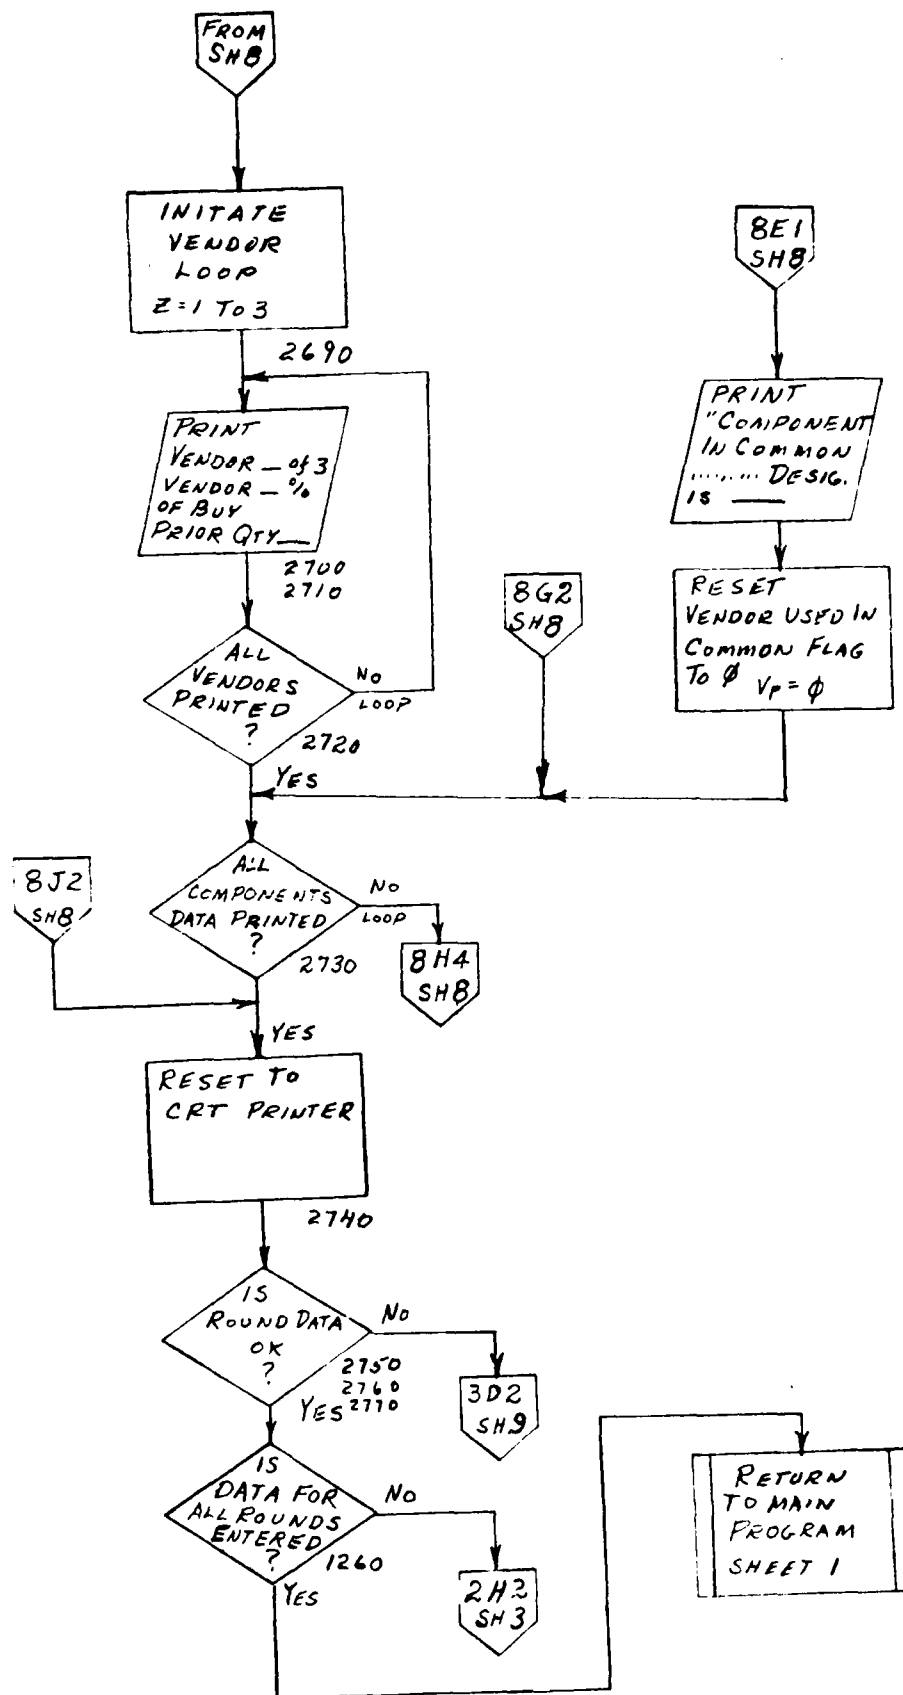 FROM
SH8
INITATE
VENDOR
LOOP
Z=1 TO 3
2690
8E1
SH8
PRINT
VENDOR _ of 3
VENDOR _ %
OF BUY
PRIOR QTY __
2700
2710
PRINT
"COMPONENT
IN COMMON
....... DESIG.
IS ___
RESET
VENDOR USED IN
COMMON FLAG
TO Ø Vp = Ø
8G2
SH8
ALL
VENDORS
PRINTED
?
NO
LOOP
2720
YES
8J2
SH8
ALL
COMPONENTS
DATA PRINTED
?
NO
LOOP
2730
8H4
SH8
YES
RESET TO
CRT PRINTER
2740
IS
ROUND DATA
OK
?
NO
2750
2760
2770
YES
3D2
SH9
IS
DATA FOR
ALL ROUNDS
ENTERED
?
NO
1260
YES
2H2
SH3
RETURN
TO MAIN
PROGRAM
SHEET 1